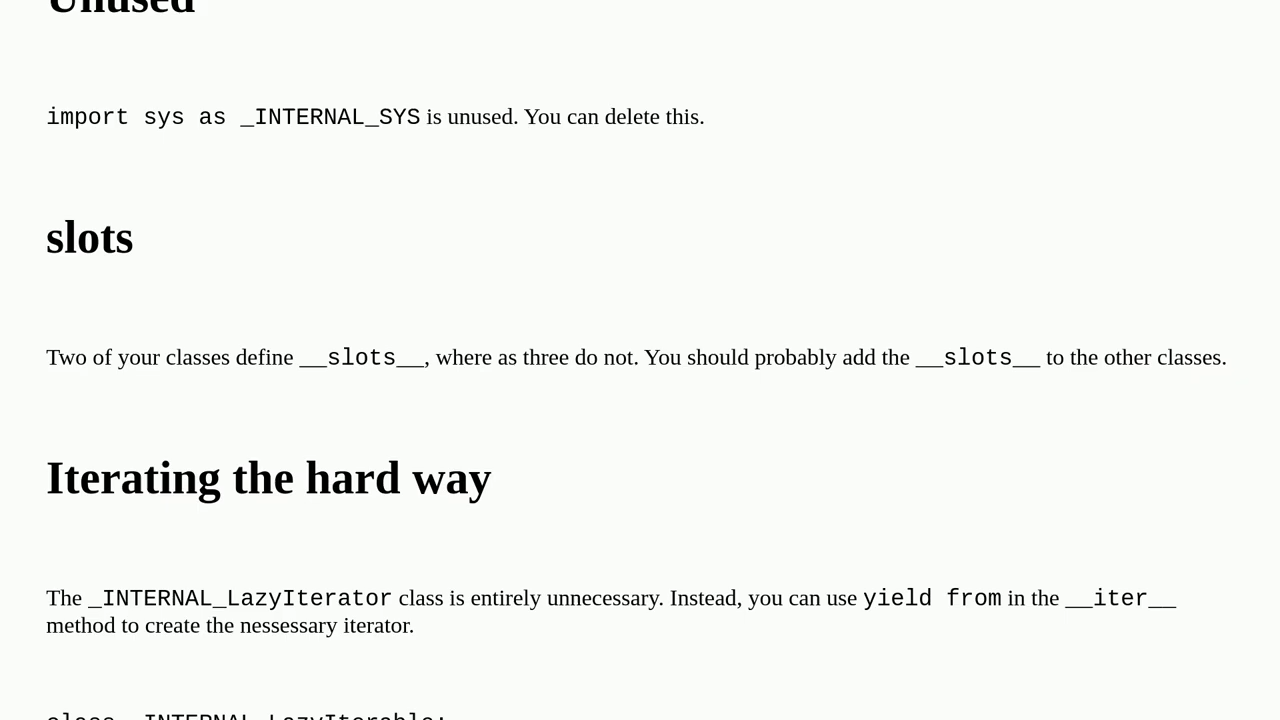 Unused
import sys as _INTERNAL_SYS is unused. You can delete this.
slots
Two of your classes define __slots__, where as three do not. You should probably add the __slots__ to the other classes.
Iterating the hard way
The _INTERNAL_LazyIterator class is entirely unnecessary. Instead, you can use yield from in the __iter__
method to create the nessessary iterator.
class _INTERNAL_LazyIterable: